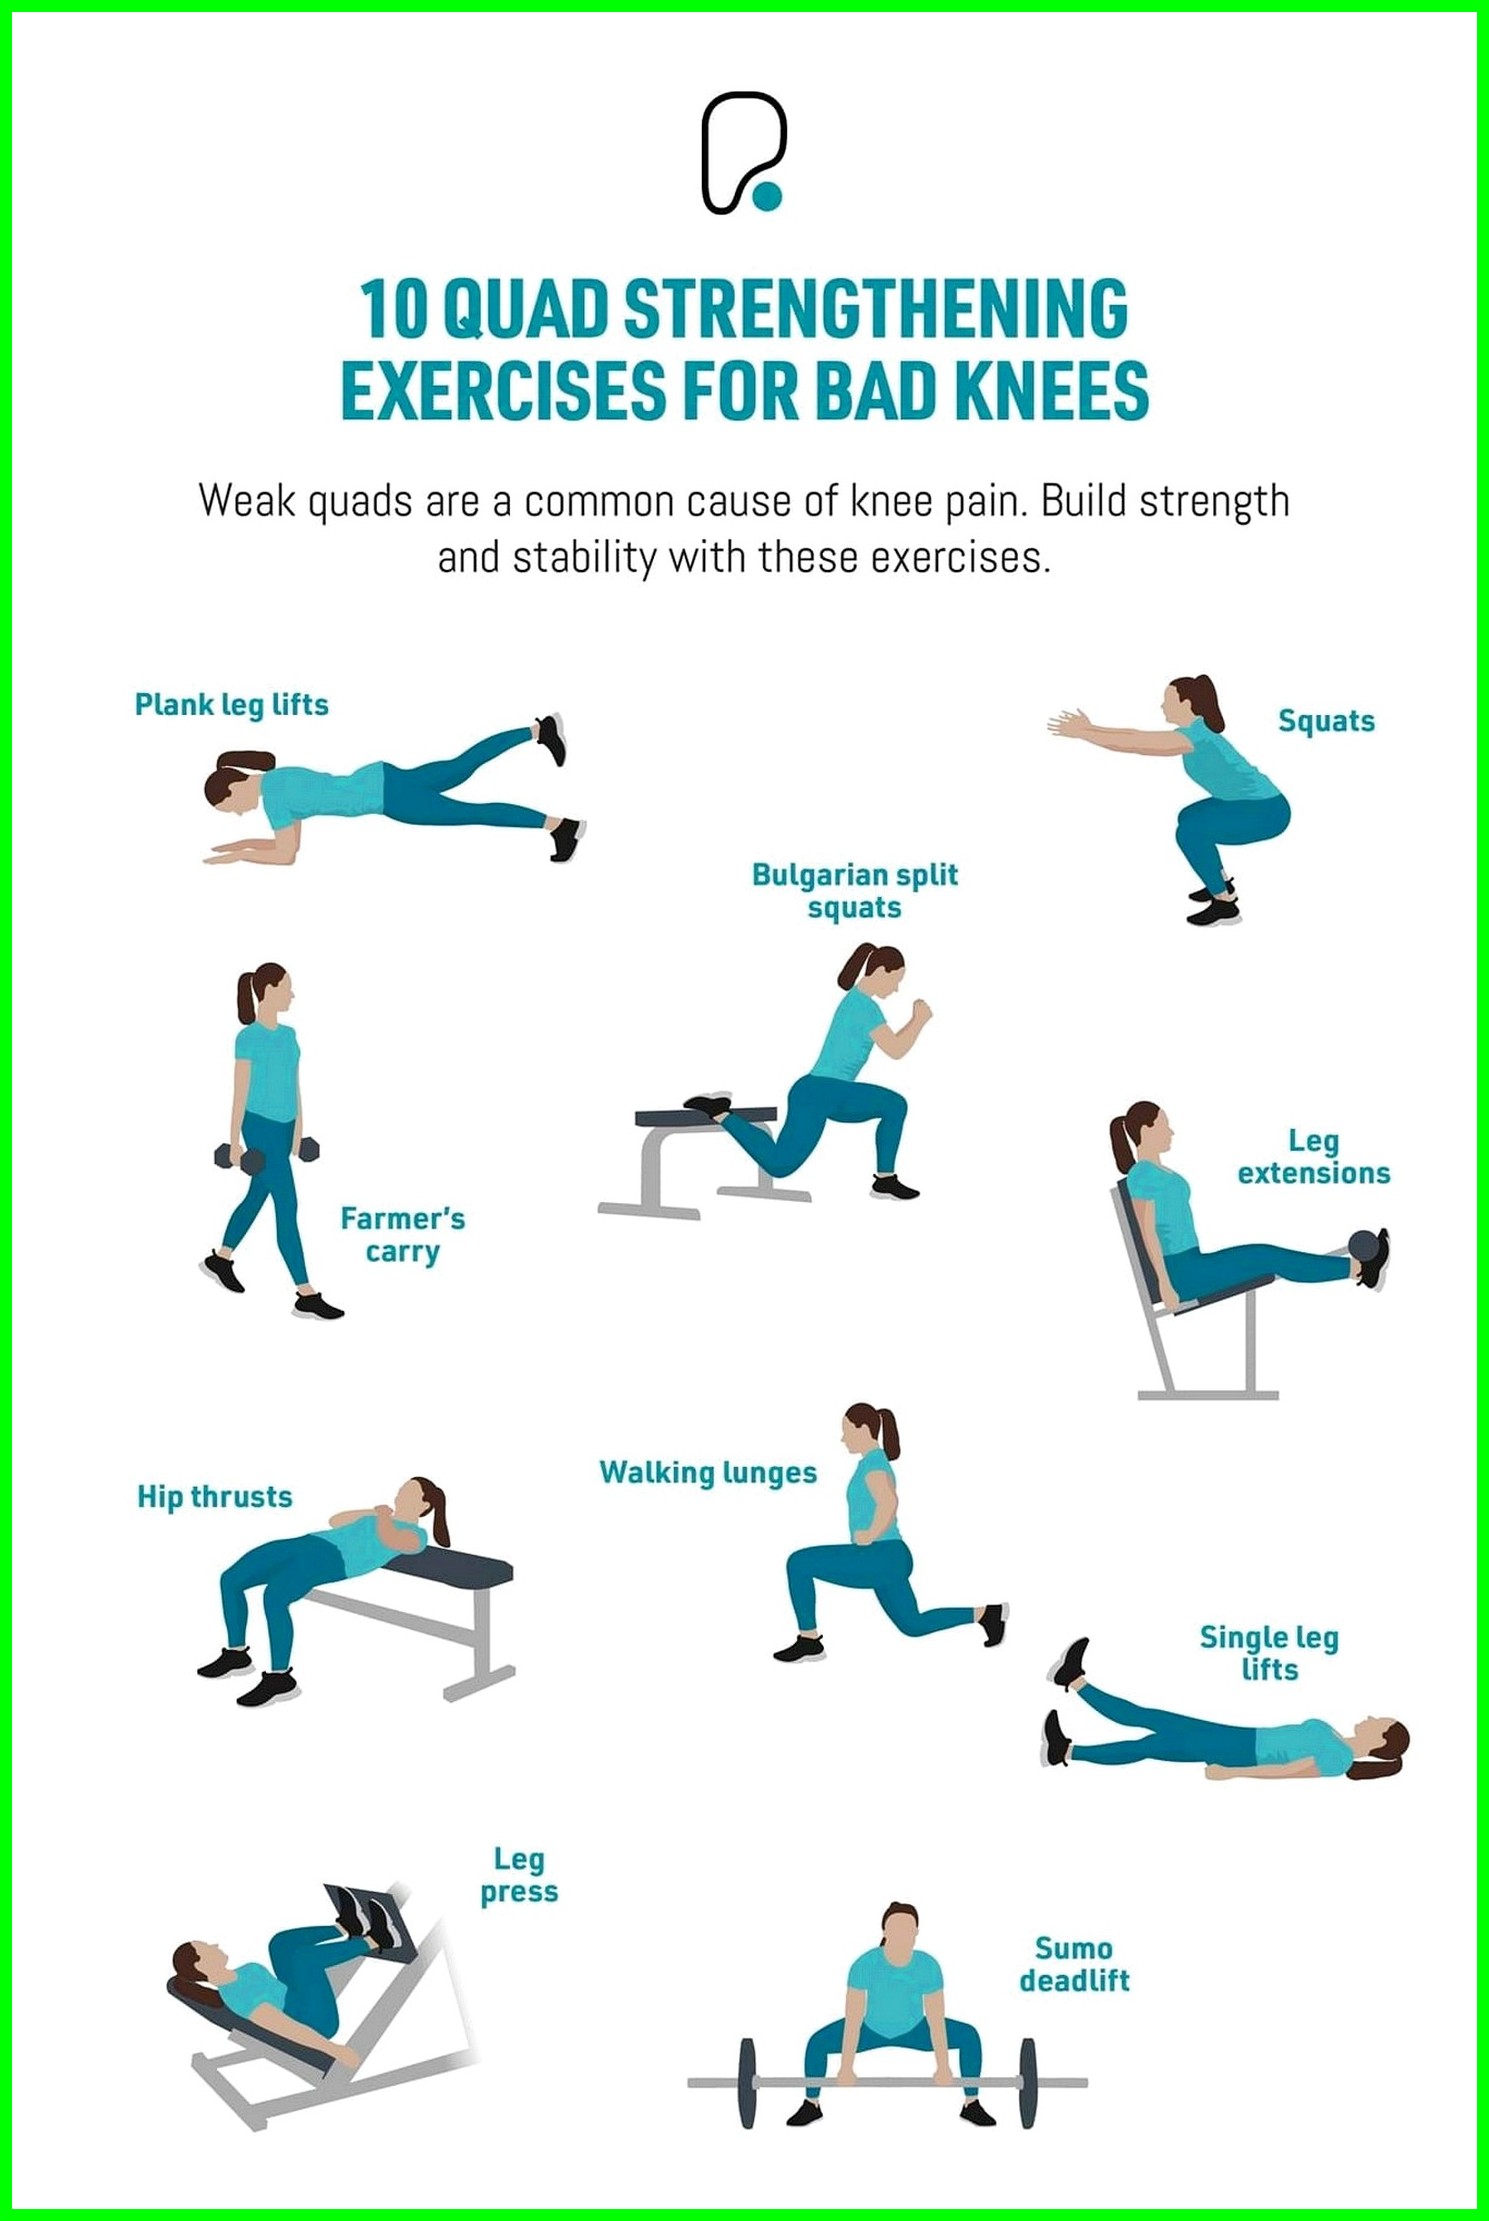 10 QUAD STRENGTHENING
EXERCISES FOR BAD KNEES
Weak quads are a common cause of knee pain. Build strength
and stability with these exercises.
Plank leg lifts
Squats
Bulgarian split
squats
Farmer's
carry
Leg
extensions
Hip thrusts
Walking lunges
Single leg
lifts
Leg
press
Sumo
deadlift